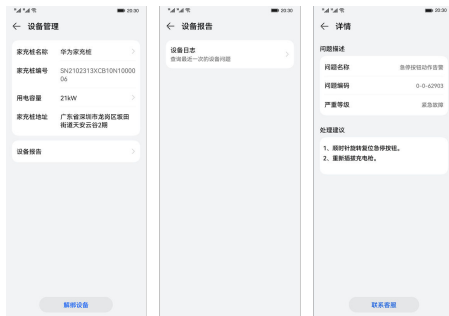 20:30
← 设备管理
家充桩名称 华为家充桩
家充桩编号 SN2102313XCB10N10000
06
用电容量 21kW
家充桩地址 广东省深圳市龙岗区坂田
街道天安云谷2期
设备报告
解绑设备
20:30
← 设备报告
设备日志
查询最近一次的设备问题
20:30
← 详情
问题描述
问题名称 急停按钮动作告警
问题编码 0-0-62903
严重等级 紧急故障
处理建议
1、顺时针旋转复位急停按钮。
2、重新插拔充电枪。
联系客服